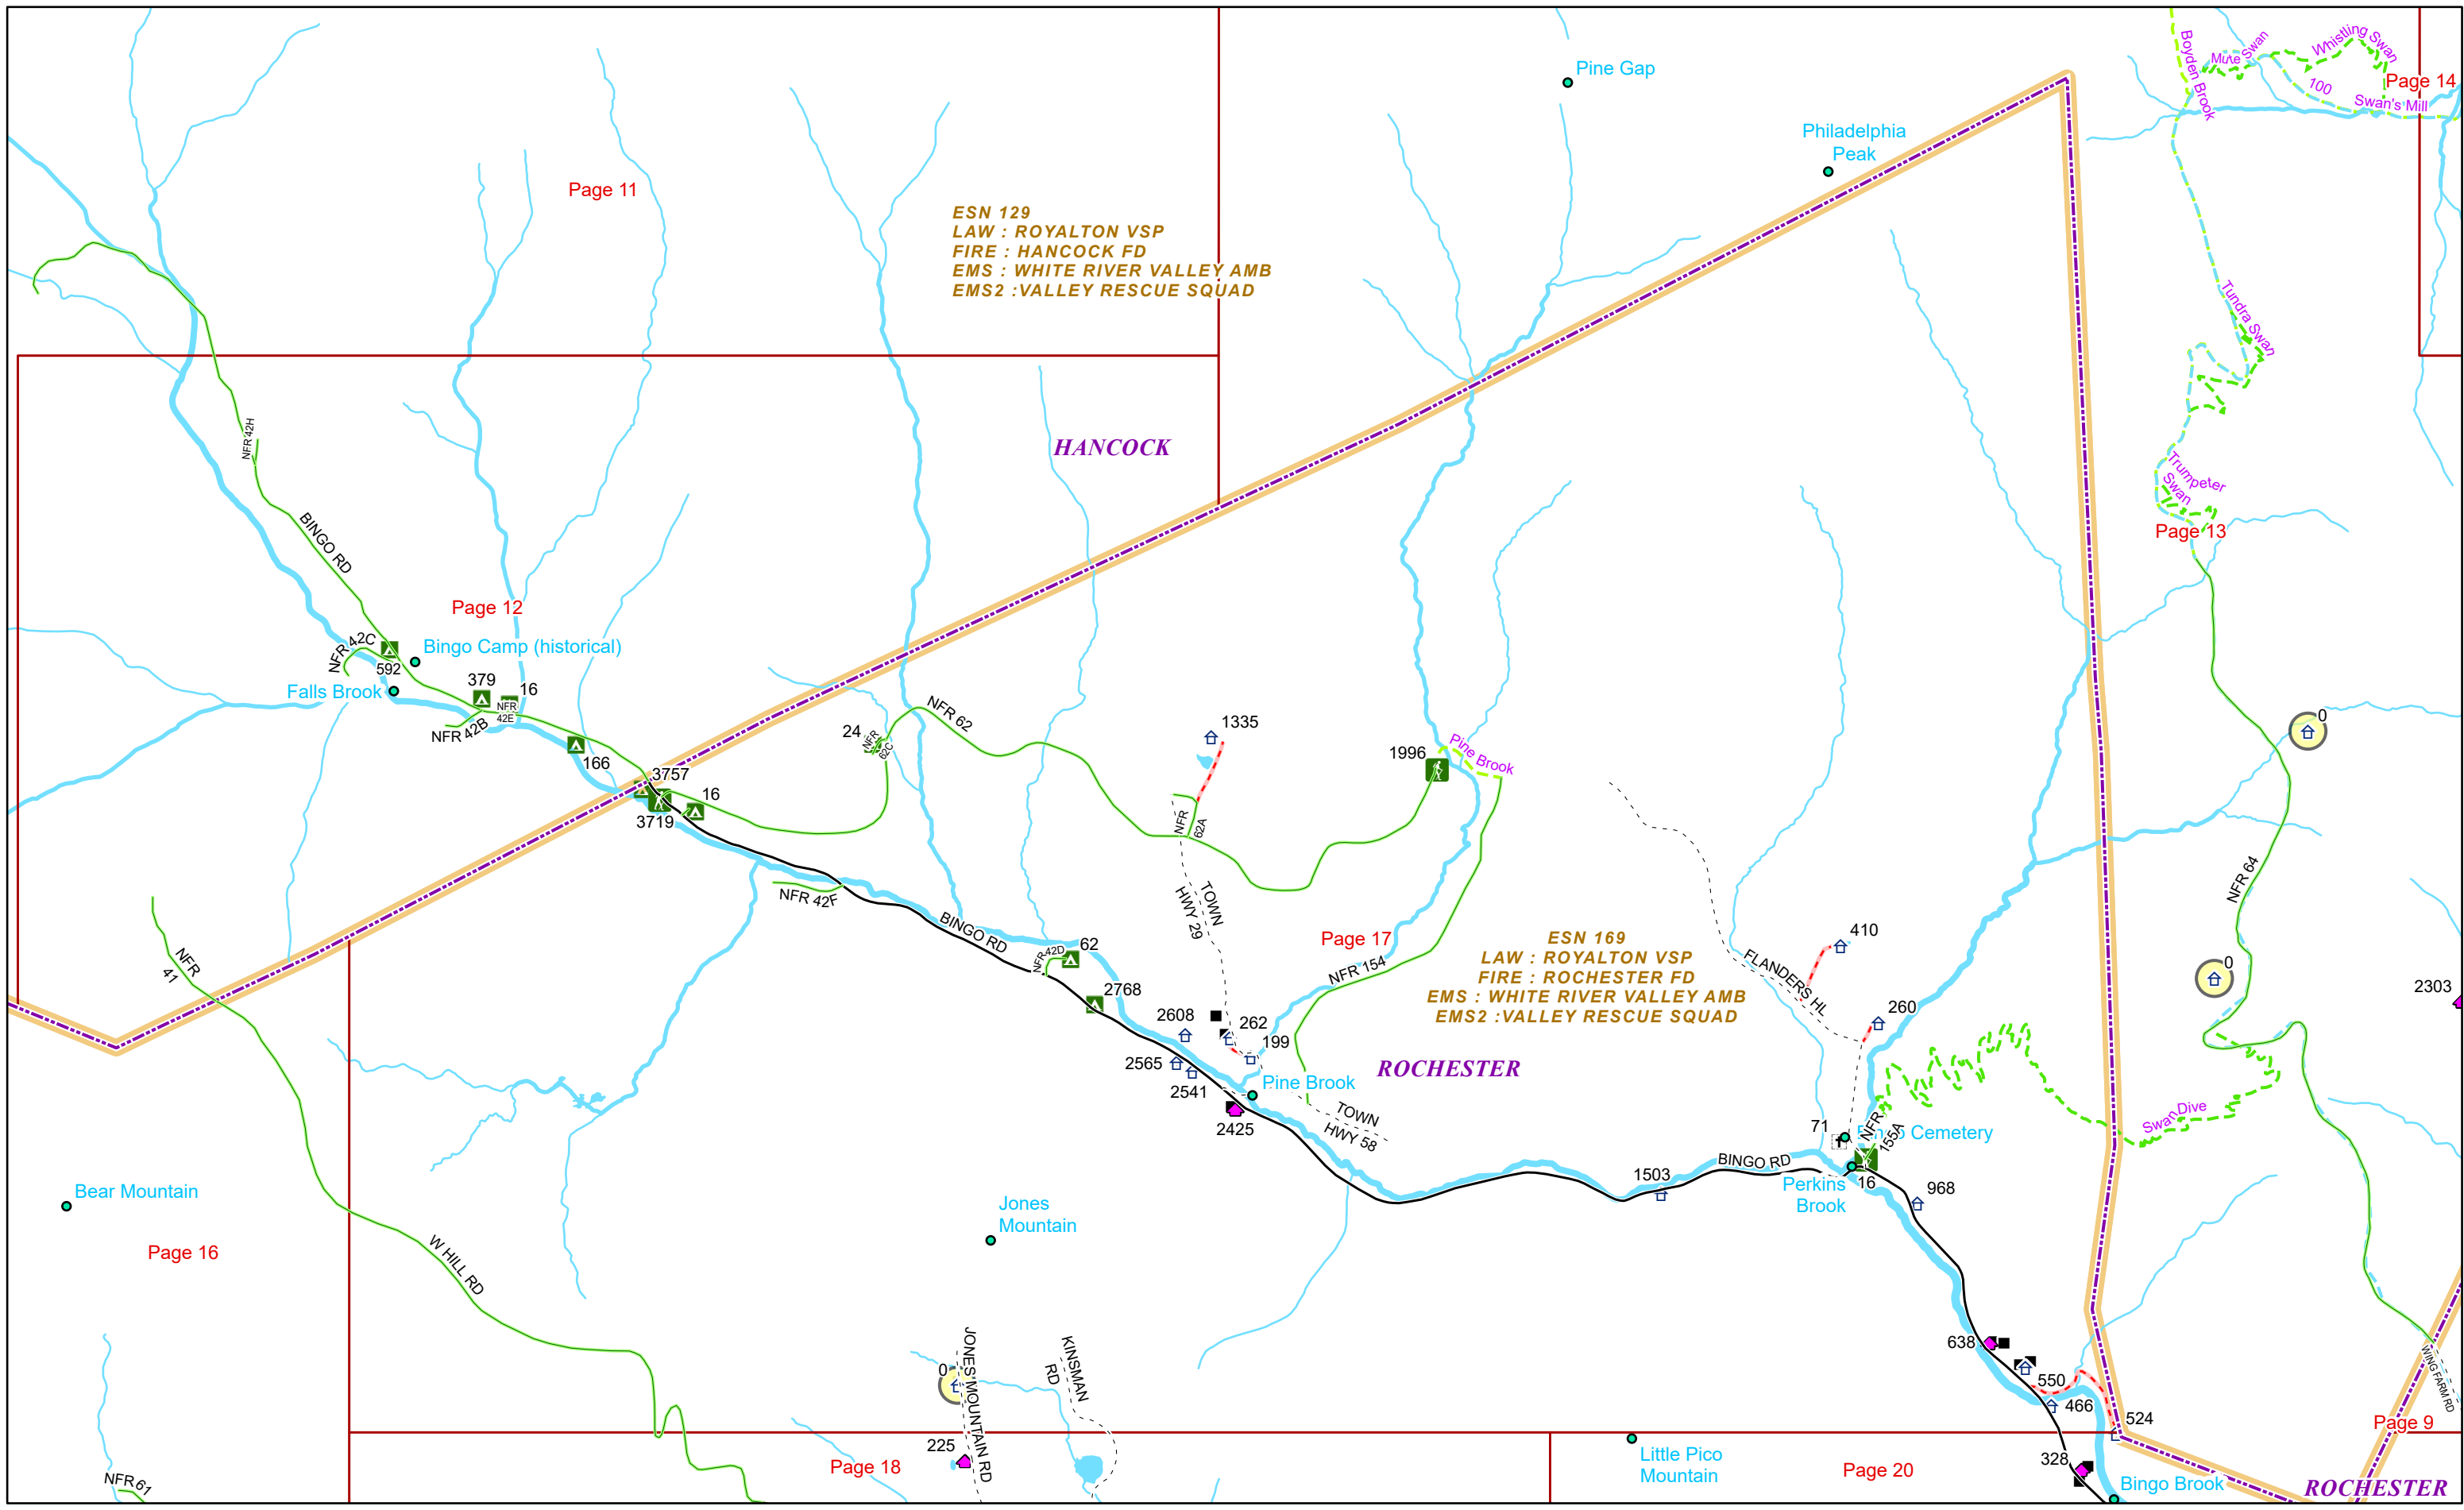 Pine Gap
Boyden Brook
Mute Swan
Whistling Swan
100
Swan's Mill
Page 14
Philadelphia
Peak
Page 11
ESN 129
LAW : ROYALTON VSP
FIRE : HANCOCK FD
EMS : WHITE RIVER VALLEY AMB
EMS2 :VALLEY RESCUE SQUAD
Tundra Swan
NFR 42H
HANCOCK
Trumpeter
Swan
Page 13
BINGO RD
Page 12
NFR 42C
Bingo Camp (historical)
592
Falls Brook
379
16
NFR
42E
NFR 42B
166
3757
3719
16
24
NFR
62C
NFR 62
1335
1996
Pine Brook
0
NFR
62A
NFR 64
NFR 42F
TOWN
HWY 29
BINGO RD
Page 17
NFR 154
ESN 169
LAW : ROYALTON VSP
FIRE : ROCHESTER FD
EMS : WHITE RIVER VALLEY AMB
EMS2 :VALLEY RESCUE SQUAD
410
FLANDERS HL
NFR
41
NFR 42D
62
2768
0
2303
2608
262
199
260
2565
2541
ROCHESTER
Pine Brook
2425
TOWN
HWY 58
Swan Dive
71
Cemetery
NFR
155A
BINGO RD
1503
Perkins
Brook
16
968
Bear Mountain
Jones
Mountain
Page 16
W HILL RD
638
550
466
524
WING FARM RD
0
JONES MOUNTAIN RD
KINSMAN
RD
Page 9
225
Page 18
Little Pico
Mountain
Page 20
328
Bingo Brook
NFR 61
ROCHESTER